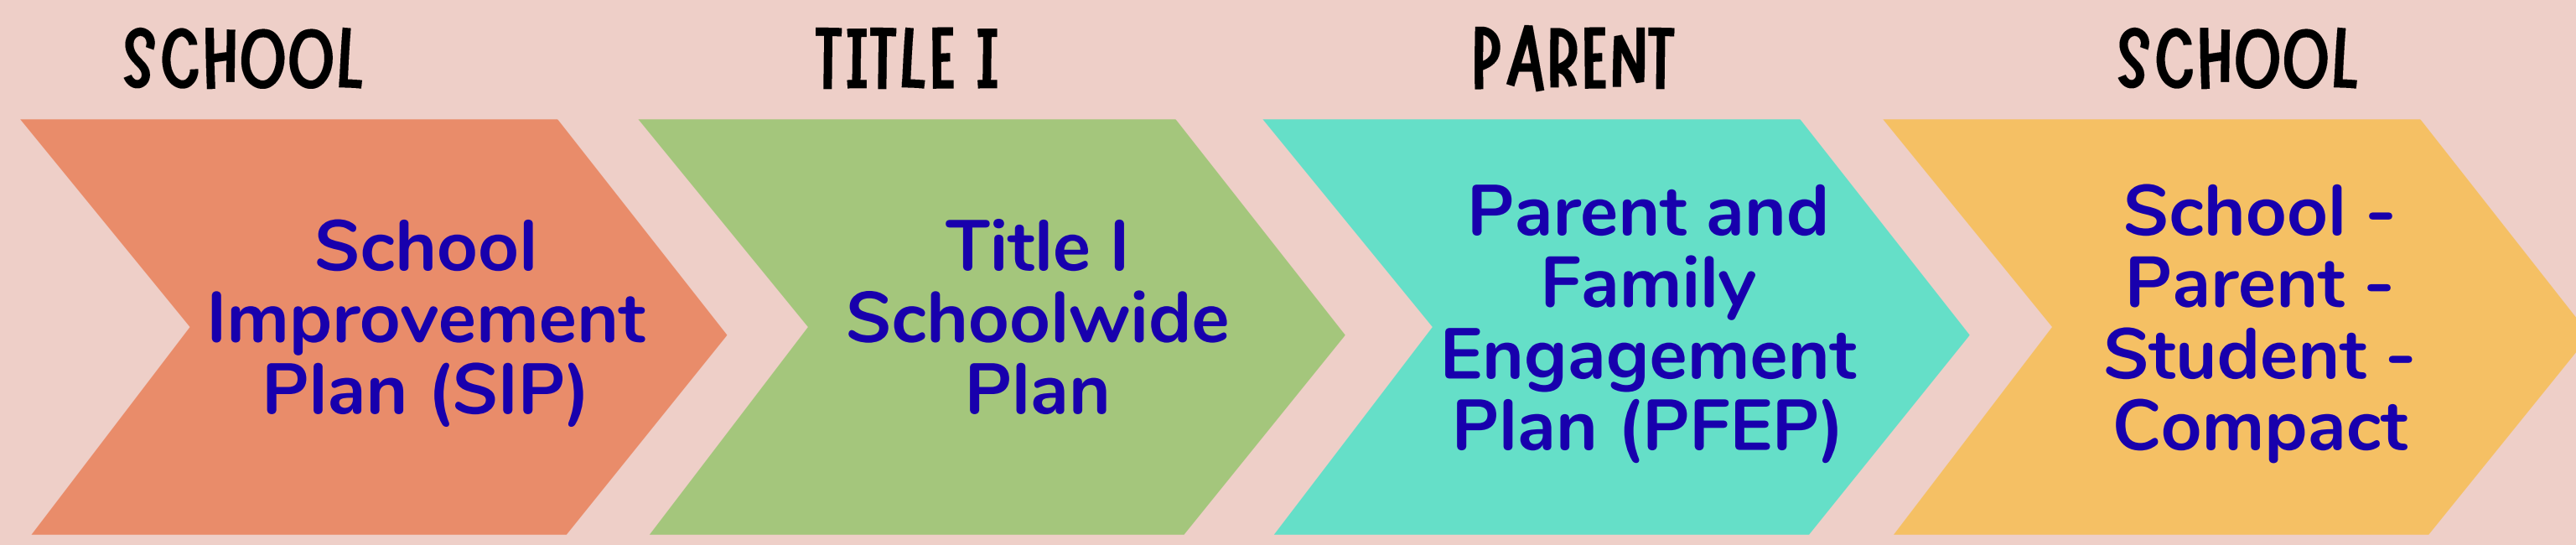 SCHOOL
School
Improvement
Plan (SIP)
TITLE I
Title I
Schoolwide
Plan
PARENT
Parent and
Family
Engagement
Plan (PFEP)
SCHOOL
School -
Parent -
Student -
Compact